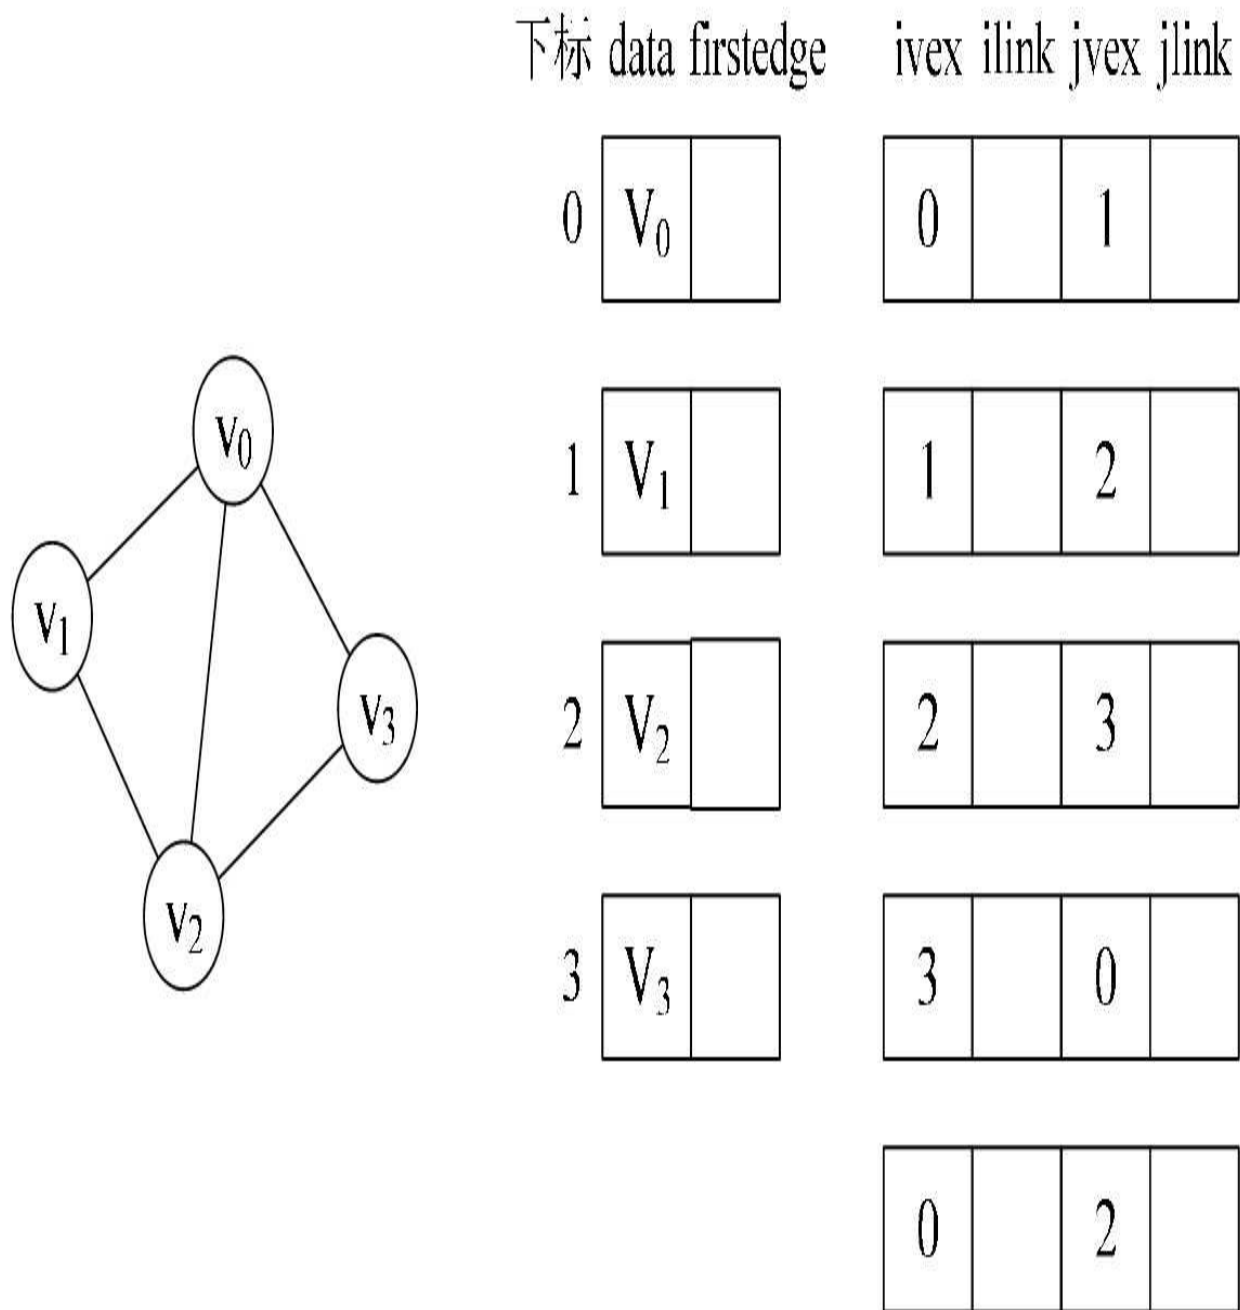 下标 data firstedge ivex ilink jvex jlink
0 V0 0 1
v0
1 V1 1 2
v1
2 V2 2 3
v3
v2
3 V3 3 0
0 2